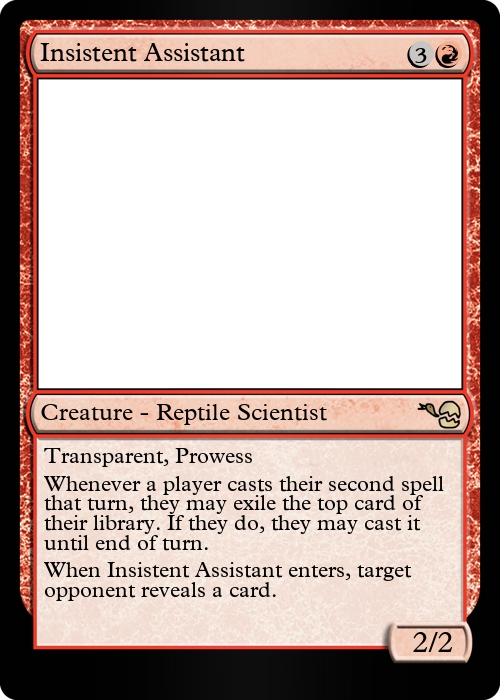 Insistent Assistant 3
Creature - Reptile Scientist
Transparent, Prowess
Whenever a player casts their second spell
that turn, they may exile the top card of
their library. If they do, they may cast it
until end of turn.
When Insistent Assistant enters, target
opponent reveals a card.
2/2